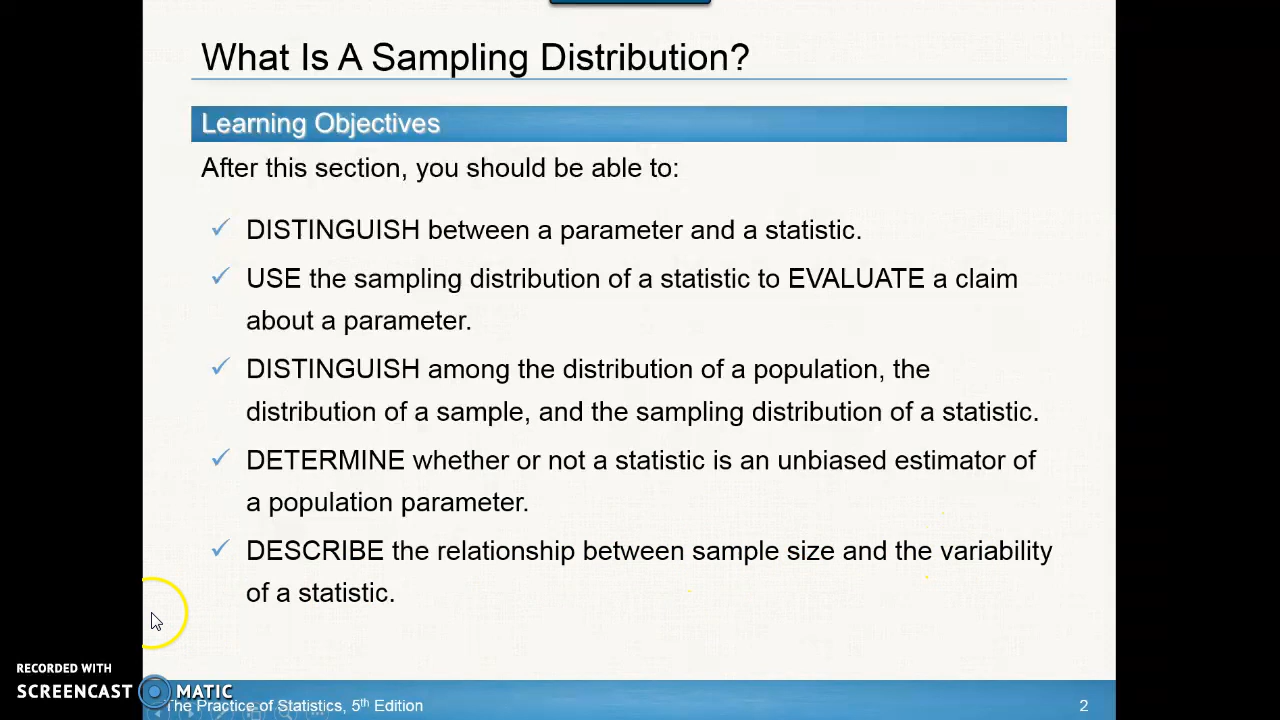 What Is A Sampling Distribution?
Learning Objectives
After this section, you should be able to:
✓ DISTINGUISH between a parameter and a statistic.
✓ USE the sampling distribution of a statistic to EVALUATE a claim
about a parameter.
✓ DISTINGUISH among the distribution of a population, the
distribution of a sample, and the sampling distribution of a statistic.
✓ DETERMINE whether or not a statistic is an unbiased estimator of
a population parameter.
✓ DESCRIBE the relationship between sample size and the variability
of a statistic.
RECORDED WITH
SCREENCAST MATIC
The Practice of Statistics, 5th Edition
2